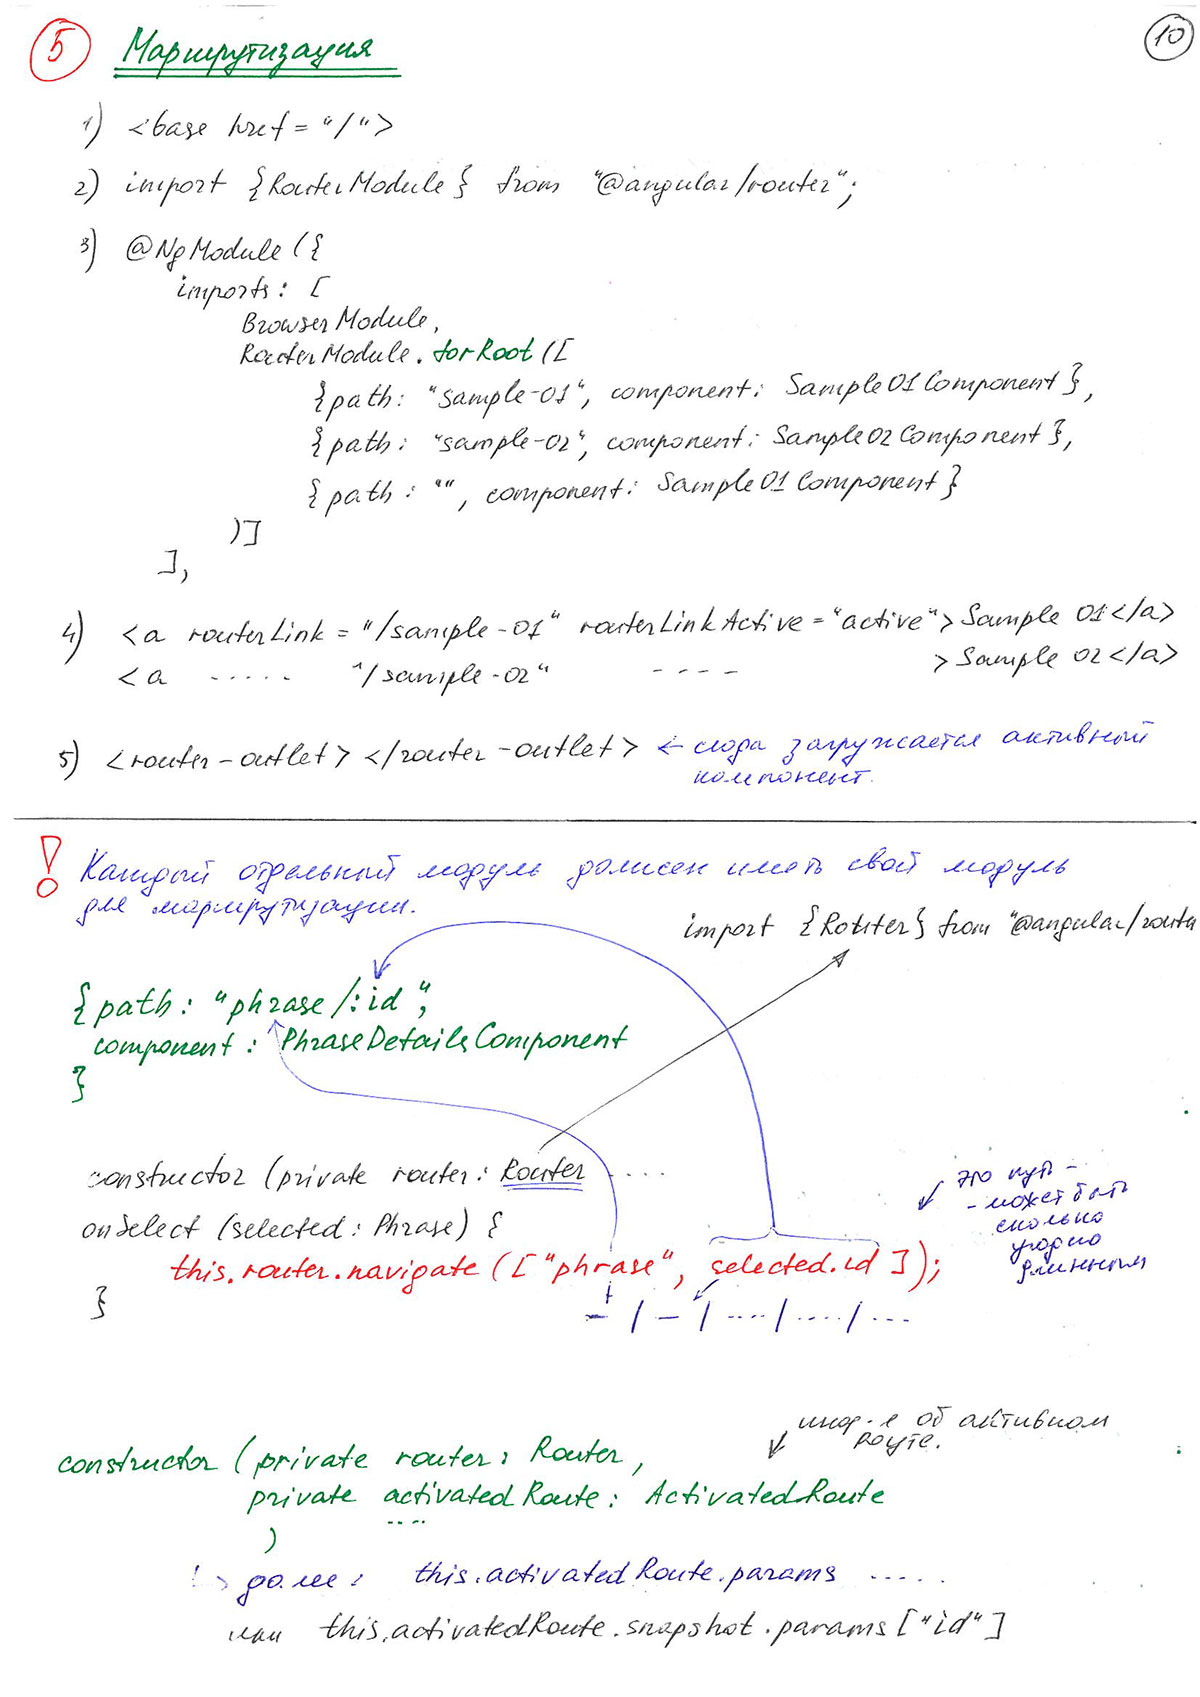 5 Маршрутизация
10
1) <base href = "/">
2) import {RouterModule} from "@angular/router";
3) @NgModule ({
imports: [
BrowserModule,
RouterModule.forRoot([
{path: "sample-01", component: Sample01Component},
{path: "sample-02", component: Sample02Component},
{path: "", component: Sample01Component}
)]
],
4) <a routerLink = "/sample-01" routerLinkActive = "active"> Sample 01</a>
<a ..... "/sample-02" ---- > Sample 02</a>
5) <router-outlet></router-outlet> ← сюда загружается активный
компонент.
! Каждый отдельный модуль должен иметь свой модуль
для маршрутизации.
import {Router} from "@angular/route
{path: "phrase/:id",
component: PhraseDetailsComponent
}
constructor (private router: Router ....
onSelect (selected: Phrase) {
this.router.navigate(["phrase", selected.id]);
}
это путь -
- может быть
сколько
угодно
длинным
- / - / .... / .... / ...
инф-я об активном
роуте.
constructor (private router: Router,
private activatedRoute: ActivatedRoute
)
далее: this.activatedRoute.params .....
или this.activatedRoute.snapshot.params["id"]